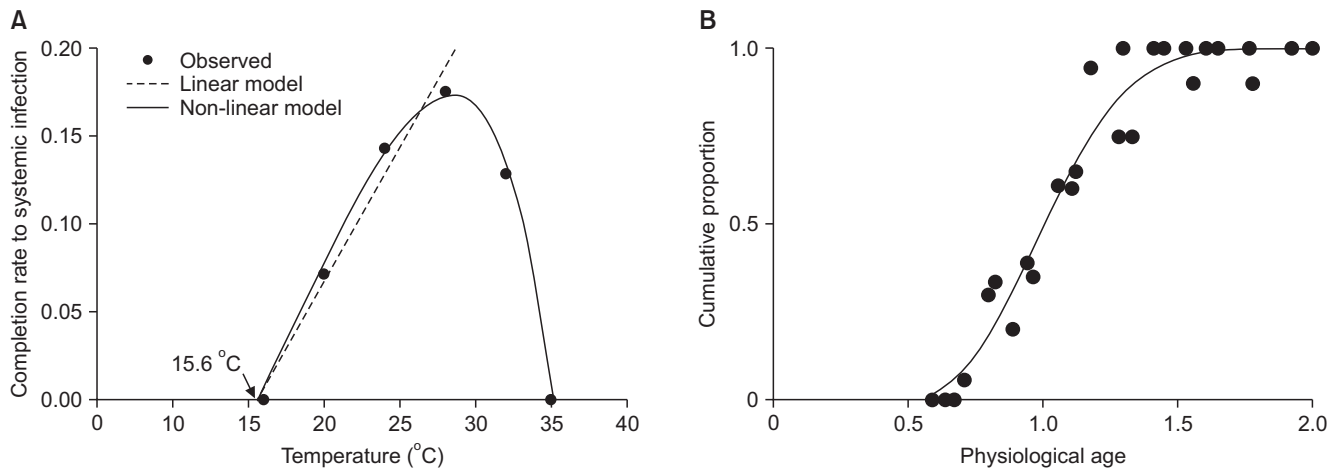 A
Completion rate to systemic infection
0.20
0.15
0.10
0.05
0.00
Observed
Linear model
Non-linear model
15.6 °C
0 10 15 20 25 30 35 40
Temperature (°C)
B
Cumulative proportion
1.0
0.5
0
0 0.5 1.0 1.5 2.0
Physiological age